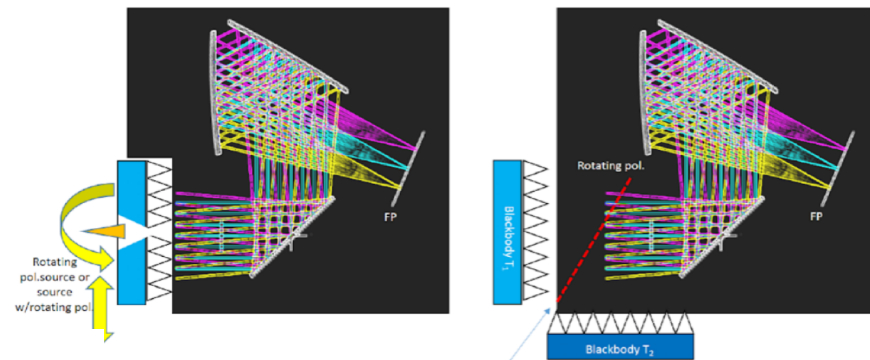 FP
Rotating
pol.source or
source
w/rotating pol.
Rotating pol.
FP
Blackbody T1
Blackbody T2